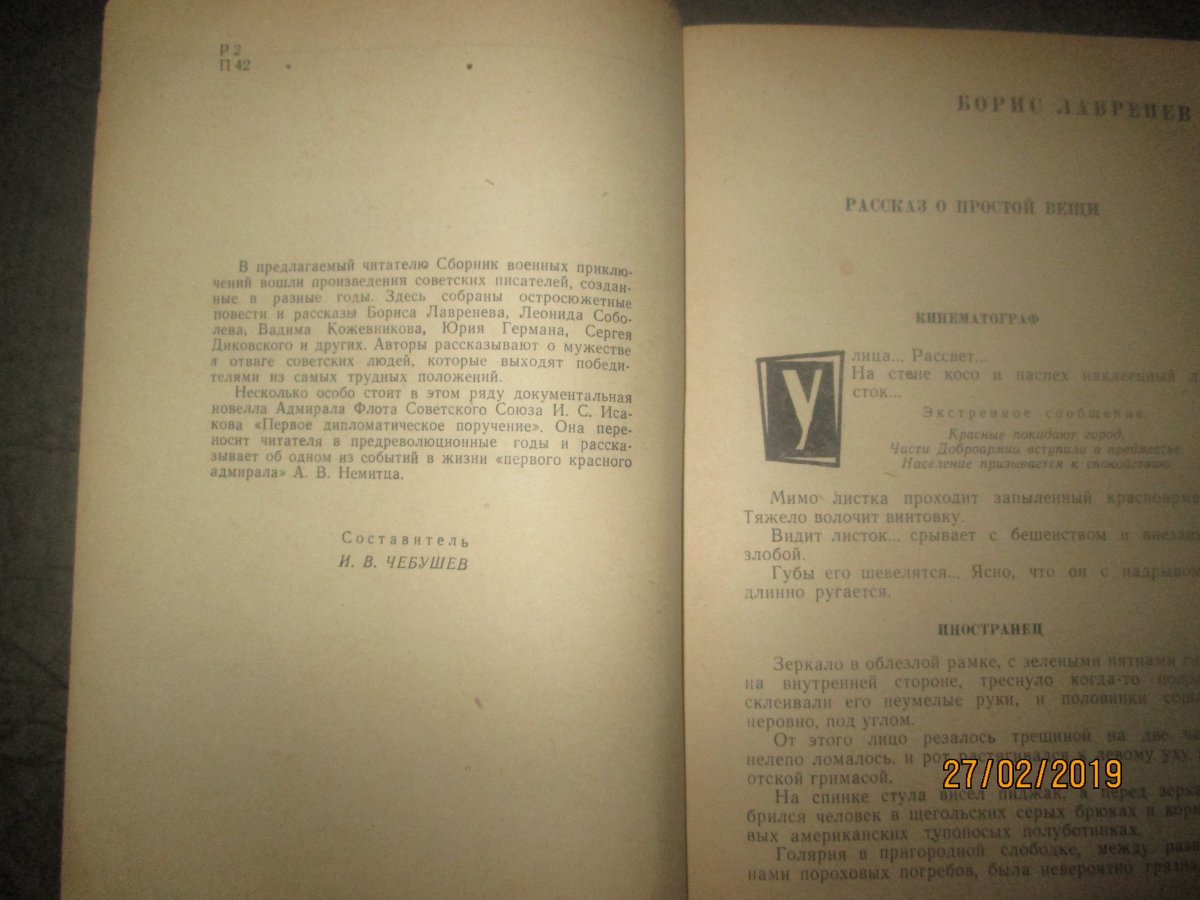 Р 2
П 42
В предлагаемый читателю Сборник военных приклю-
чений вошли произведения советских писателей, создан-
ные в разные годы. Здесь собраны остросюжетные
повести и рассказы Бориса Лавренева, Леонида Собо-
лева, Вадима Кожевникова, Юрия Германа, Сергея
Диковского и других. Авторы рассказывают о мужестве
и отваге советских людей, которые выходят победи-
телями из самых трудных положений.
Несколько особо стоит в этом ряду документальная
новелла Адмирала Флота Советского Союза И. С. Иса-
кова «Первое дипломатическое поручение». Она пере-
носит читателя в предреволюционные годы и расска-
зывает об одном из событий в жизни «первого красного
адмирала» А. В. Немитца.
Составитель
И. В. ЧЕБУШЕВ
БОРИС ЛАВРЕНЕВ
РАССКАЗ О ПРОСТОЙ ВЕЩИ
КИНЕМАТОГРАФ
У
лица... Рассвет...
На стене косо и наспех наклеенный
сток...
Экстренное сообщение
Красные покидают город.
Части Доброармии вступили в предместье.
Население призывается к спокойствию.
Мимо листка проходит запыленный красноарме
Тяжело волочит винтовку.
Видит листок... срывает с бешенством и внезап
злобой.
Губы его шевелятся... Ясно, что он с надрывом
длинно ругается.
ИНОСТРАНЕЦ
Зеркало в облезлой рамке, с зелеными пятнами
на внутренней стороне, треснуло когда-то
склеивали его неумелые руки, и половинки
неровно, под углом.
От этого лицо резалось трещиной на две
нелепо ломалось, и рот растягивался к левому уху
отской гримасой.
На спинке стула висел пиджак, а перед зерка
брился человек в щегольских серых брюках и
вых американских тупоносых полуботинках.
Голярня в пригородной слободке, между разв
нами пороховых погребов, была невероятно грязна
27/02/2019